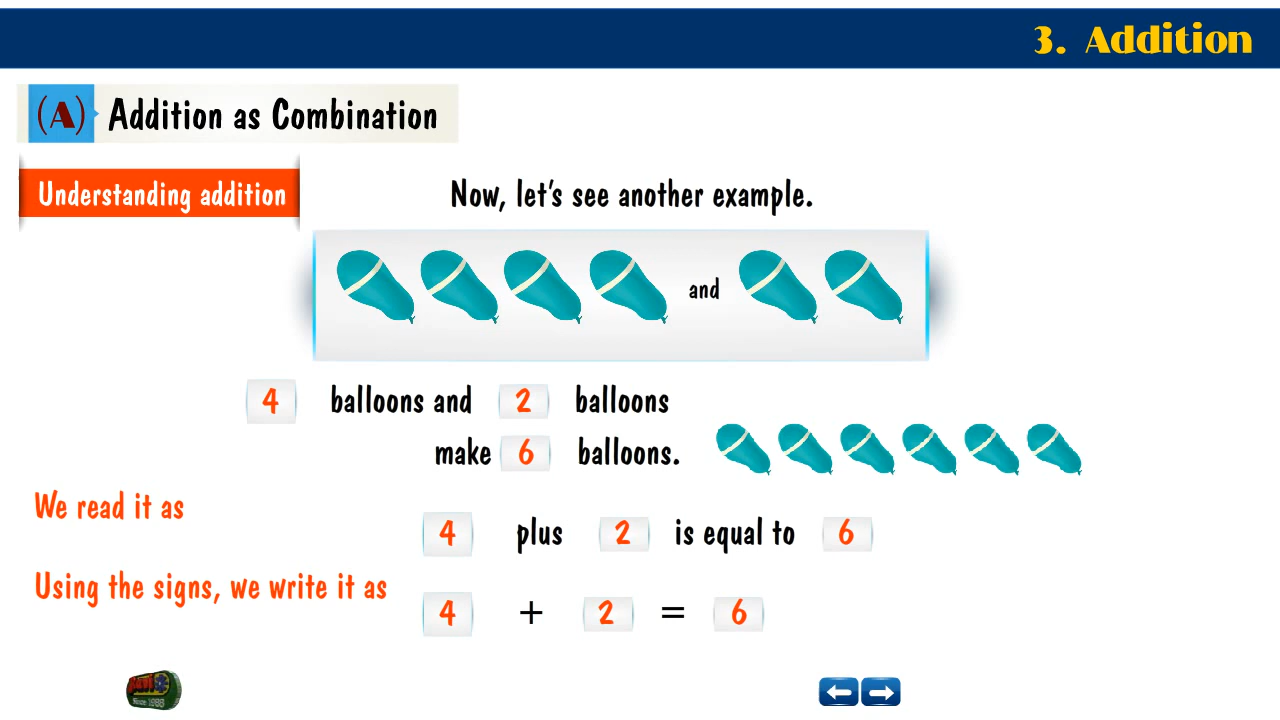 3. Addition
(A) Addition as Combination
Understanding addition
Now, let's see another example.
and
4 balloons and 2 balloons
make 6 balloons.
We read it as
4 plus 2 is equal to 6
Using the signs, we write it as
4 + 2 = 6
Since 1988